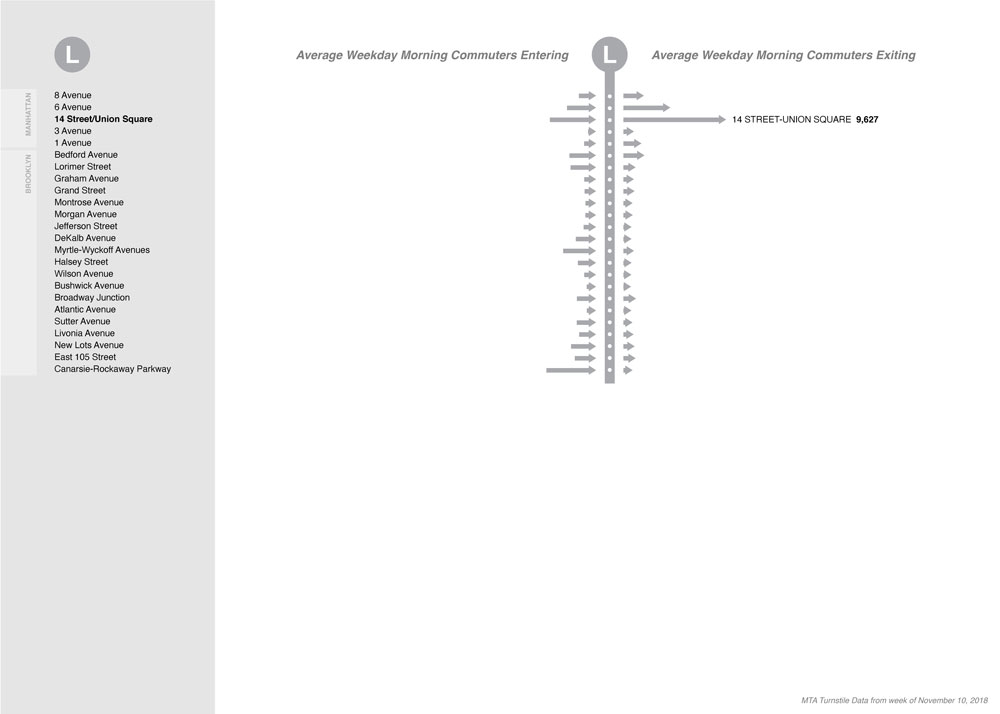 L
MANHATTAN
8 Avenue
6 Avenue
14 Street/Union Square
3 Avenue
1 Avenue
BROOKLYN
Bedford Avenue
Lorimer Street
Graham Avenue
Grand Street
Montrose Avenue
Morgan Avenue
Jefferson Street
DeKalb Avenue
Myrtle-Wyckoff Avenues
Halsey Street
Wilson Avenue
Bushwick Avenue
Broadway Junction
Atlantic Avenue
Sutter Avenue
Livonia Avenue
New Lots Avenue
East 105 Street
Canarsie-Rockaway Parkway
Average Weekday Morning Commuters Entering
L
Average Weekday Morning Commuters Exiting
14 STREET-UNION SQUARE 9,627
MTA Turnstile Data from week of November 10, 2018